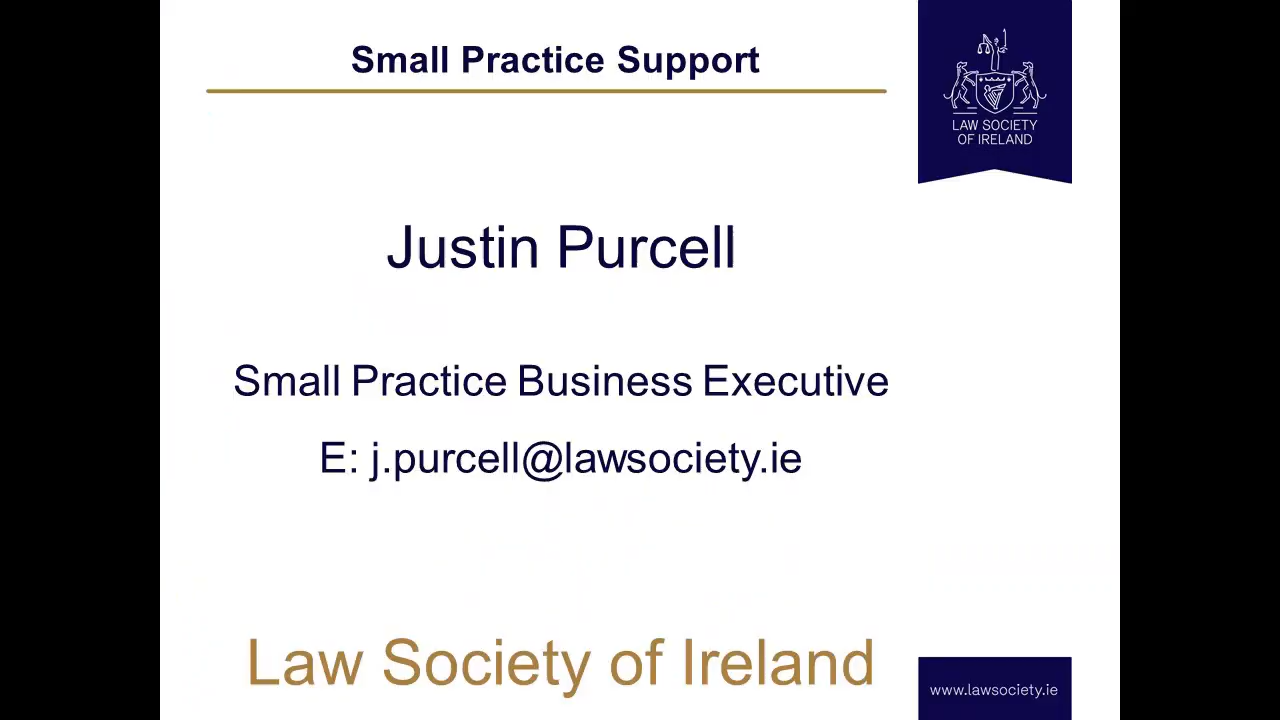 Small Practice Support
LAW SOCIETY
OF IRELAND
Justin Purcell
Small Practice Business Executive
E: j.purcell@lawsociety.ie
Law Society of Ireland
www.lawsociety.ie